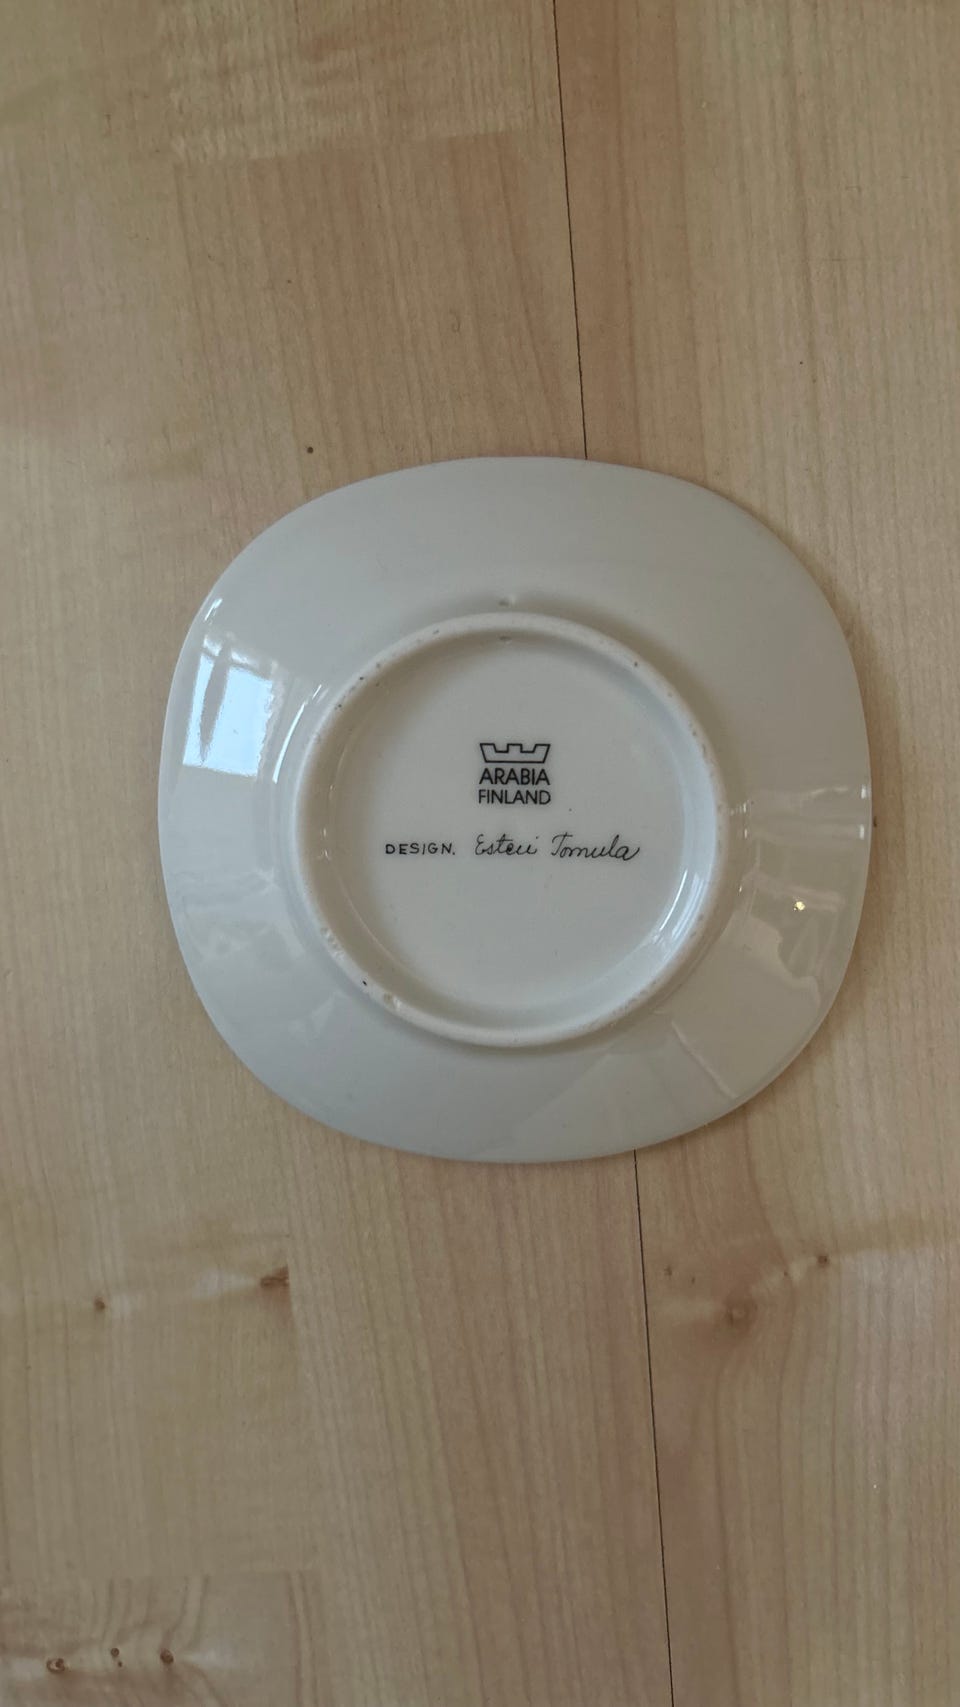 ARABIA
FINLAND
DESIGN. Esteri Tomula